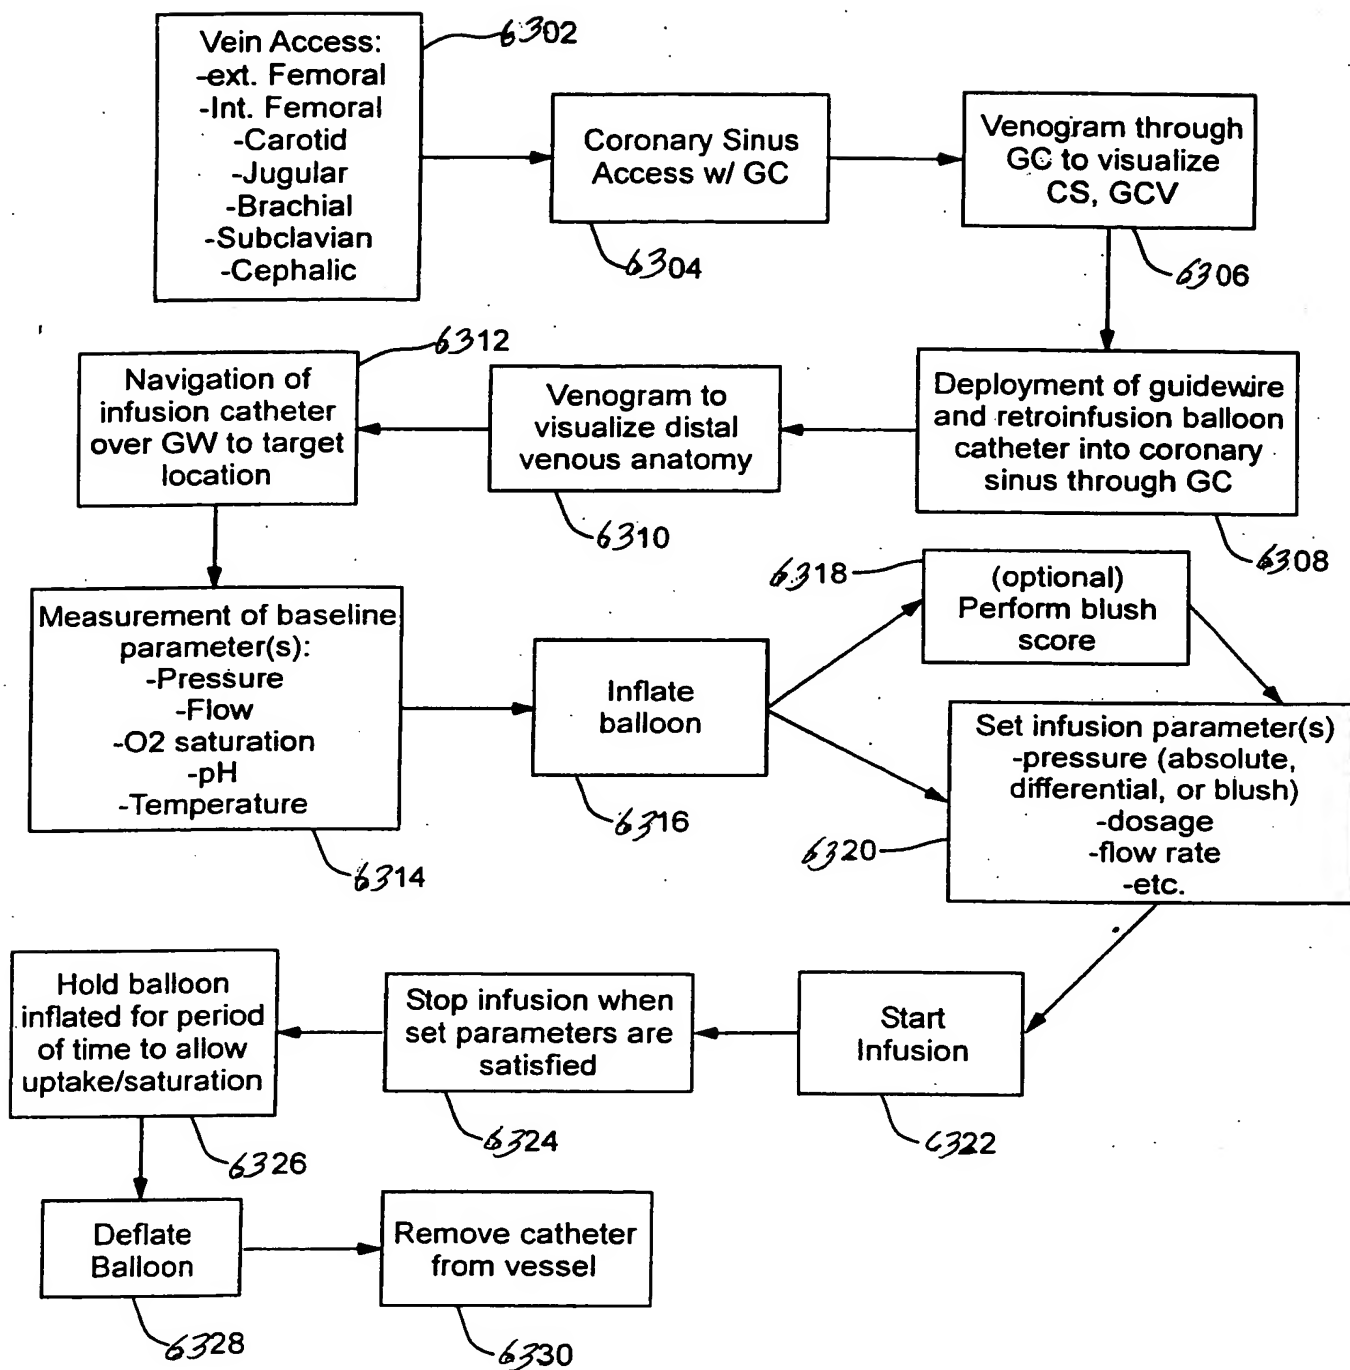 Vein Access:
-ext. Femoral
-Int. Femoral
-Carotid
-Jugular
-Brachial
-Subclavian
-Cephalic
6302
Coronary Sinus
Access w/ GC
6304
Venogram through
GC to visualize
CS, GCV
6306
Deployment of guidewire
and retroinfusion balloon
catheter into coronary
sinus through GC
6308
Venogram to
visualize distal
venous anatomy
6310
Navigation of
infusion catheter
over GW to target
location
6312
Measurement of baseline
parameter(s):
-Pressure
-Flow
-O2 saturation
-pH
-Temperature
6314
Inflate
balloon
6316
(optional)
Perform blush
score
6318
Set infusion parameter(s)
-pressure (absolute,
differential, or blush)
-dosage
-flow rate
-etc.
6320
Start
Infusion
6322
Stop infusion when
set parameters are
satisfied
6324
Hold balloon
inflated for period
of time to allow
uptake/saturation
6326
Deflate
Balloon
6328
Remove catheter
from vessel
6330